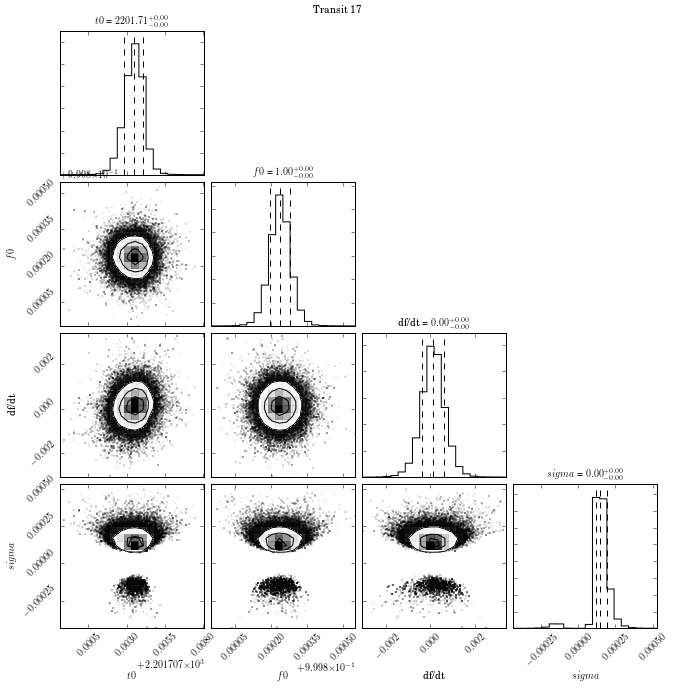 Transit 17
t0 = 2201.71+0.00 −0.00
f0 = 1.00+0.00 −0.00
f0
0.00050
0.00035
0.00020
0.00005
df/dt = 0.00+0.00 −0.00
df/dt
0.002
0.000
−0.002
sigma = 0.00+0.00 −0.00
sigma
0.00050
0.00025
0.00000
−0.00025
0.0005 0.0030 0.0055 0.0080
+2.201707×10³
t0
0.00005 0.00020 0.00035 0.00050
+9.998×10⁻¹
f0
−0.002 0.000 0.002
df/dt
−0.00025 0.00000 0.00025 0.00050
sigma